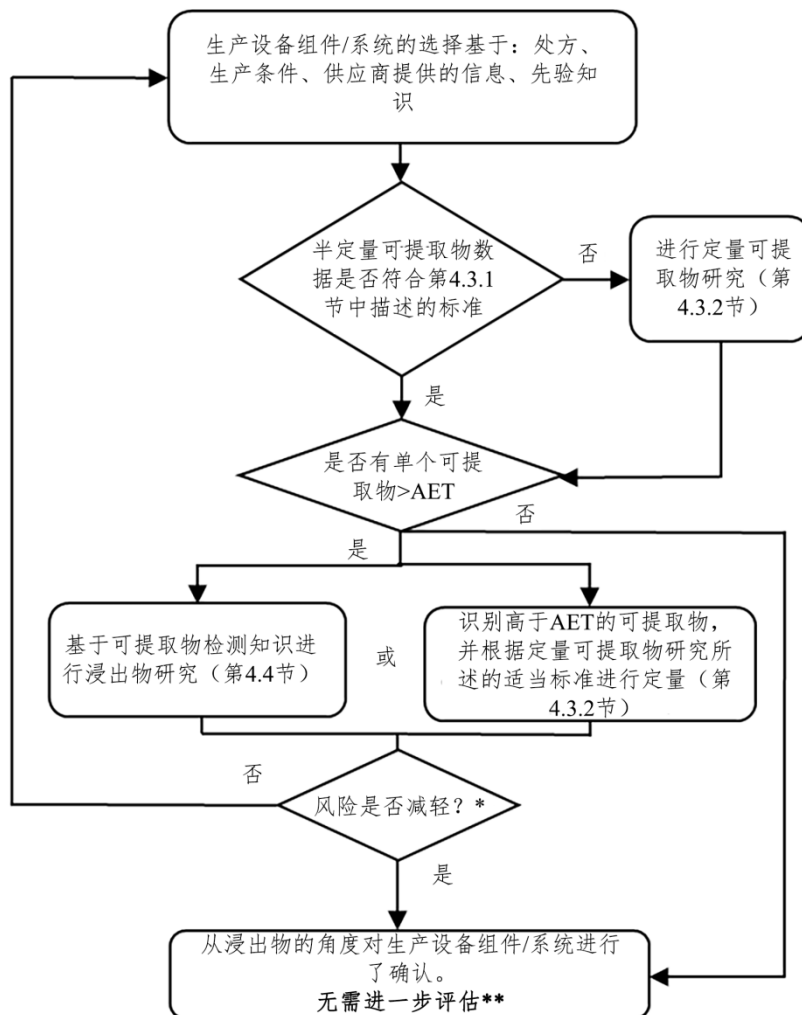 生产设备组件/系统的选择基于：处方、
生产条件、供应商提供的信息、先验知
识
半定量可提取物数
据是否符合第4.3.1
节中描述的标准
否
进行定量可提
取物研究（第
4.3.2节）
是
是否有单个可提
取物>AET
否
是
基于可提取物检测知识进
行浸出物研究（第4.4节）
或
识别高于AET的可提取物，
并根据定量可提取物研究所
述的适当标准进行定量（第
4.3.2节）
否
风险是否减轻？*
是
从浸出物的角度对生产设备组件/系统进行
了确认。
无需进一步评估**